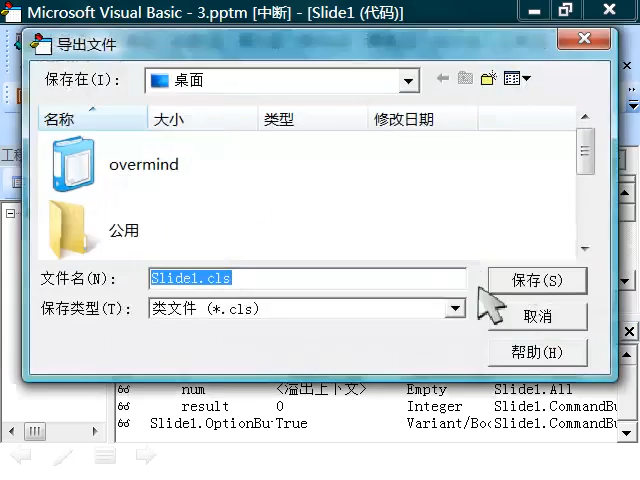 Microsoft Visual Basic - 3.pptm [中断] - [Slide1 (代码)]
导出文件
保存在(I): 桌面
名称 大小 类型 修改日期
overmind
公用
文件名(N): Slide1.cls 保存(S)
保存类型(T): 类文件 (*.cls) 取消
帮助(H)
num <溢出上下文> Empty Slide1.All
result 0 Integer Slide1.CommandBu
Slide1.OptionBu True Variant/Boo Slide1.CommandBu